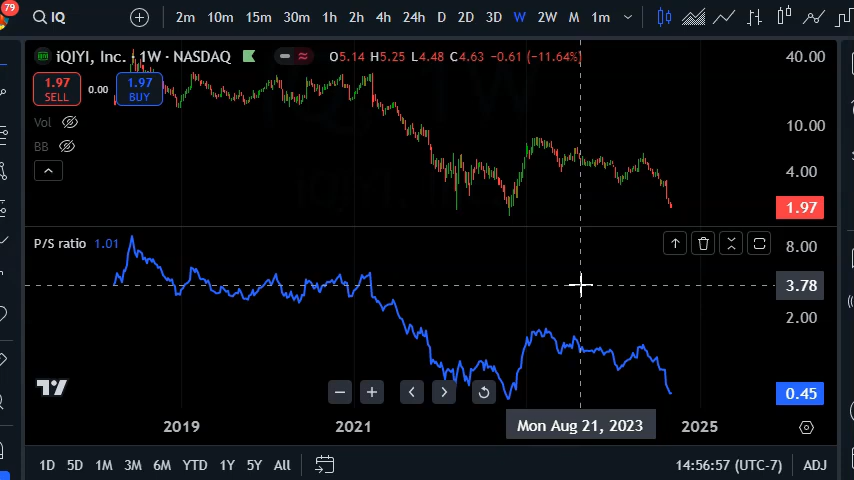 79
IQ
2m 10m 15m 30m 1h 2h 4h 24h D 2D 3D W 2W M 1m
iQIYI, Inc. · 1W · NASDAQ
O5.14 H5.25 L4.48 C4.63 -0.61 (-11.64%)
40.00
1.97
SELL
0.00
1.97
BUY
Vol
BB
10.00
4.00
1.97
P/S ratio 1.01
8.00
3.78
2.00
0.45
2019 2021 Mon Aug 21, 2023 2025
1D 5D 1M 3M 6M YTD 1Y 5Y All 14:56:57 (UTC-7) ADJ